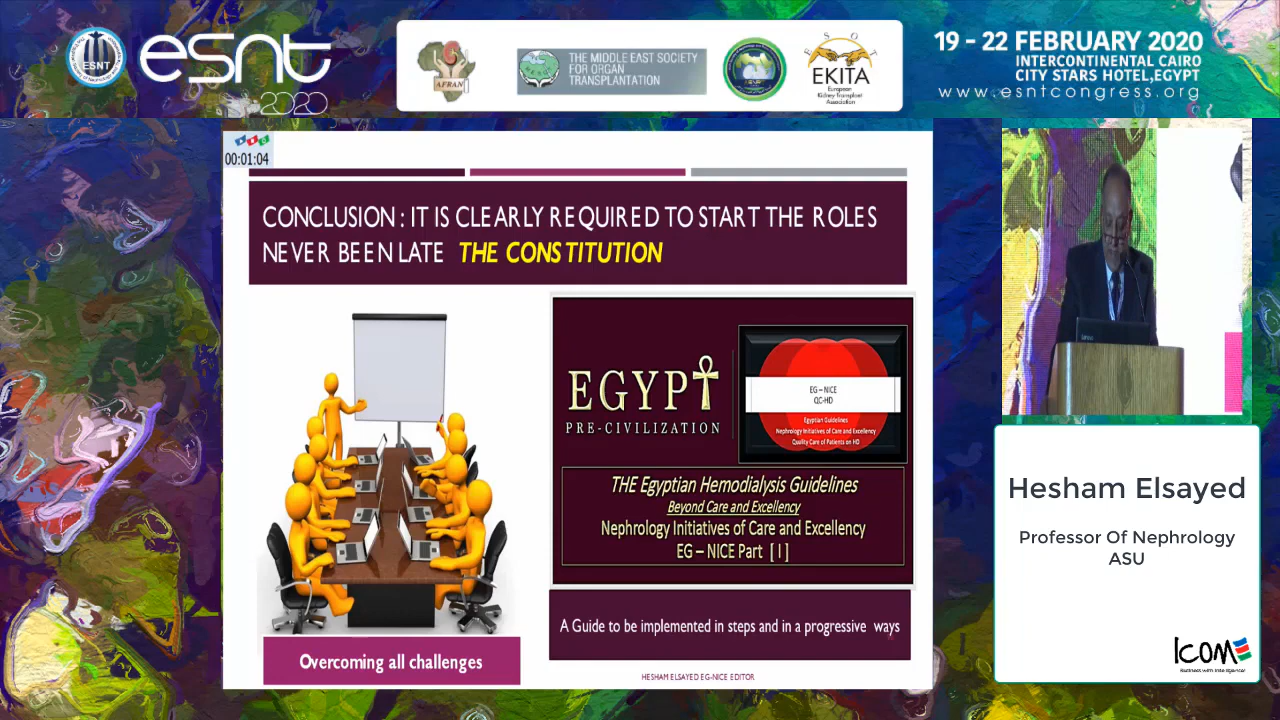 ESNT
esnt
2020
AFRAN
THE MIDDLE EAST SOCIETY
FOR ORGAN
TRANSPLANTATION
E S O T
EKITA
European
Kidney Transplant
Association
19 - 22 FEBRUARY 2020
INTERCONTINENTAL CAIRO
CITY STARS HOTEL,EGYPT
www.esntcongress.org
00:01:04
CONCLUSION : IT IS CLEARLY REQUIRED TO START THE ROLES
NEVER BEEN LATE THE CONSTITUTION
EGYPT
PRE-CIVILIZATION
EG – NICE
QC-HD
Egyptian Guidelines
Nephrology Initiatives of Care and Excellency
Quality Care of Patients on HD
THE Egyptian Hemodialysis Guidelines
Beyond Care and Excellency
Nephrology Initiatives of Care and Excellency
EG – NICE Part [ I ]
A Guide to be implemented in steps and in a progressive ways
Overcoming all challenges
HESHAM ELSAYED EG-NICE EDITOR
Hesham Elsayed
Professor Of Nephrology
ASU
ICOME